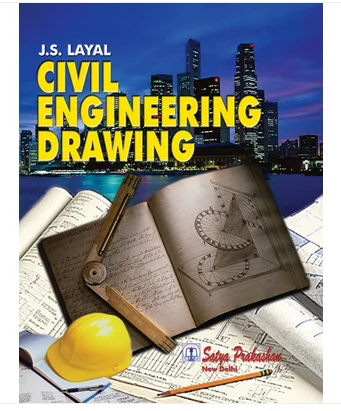 J.S. LAYAL
CIVIL
ENGINEERING
DRAWING
Satya Prakashan
New Delhi